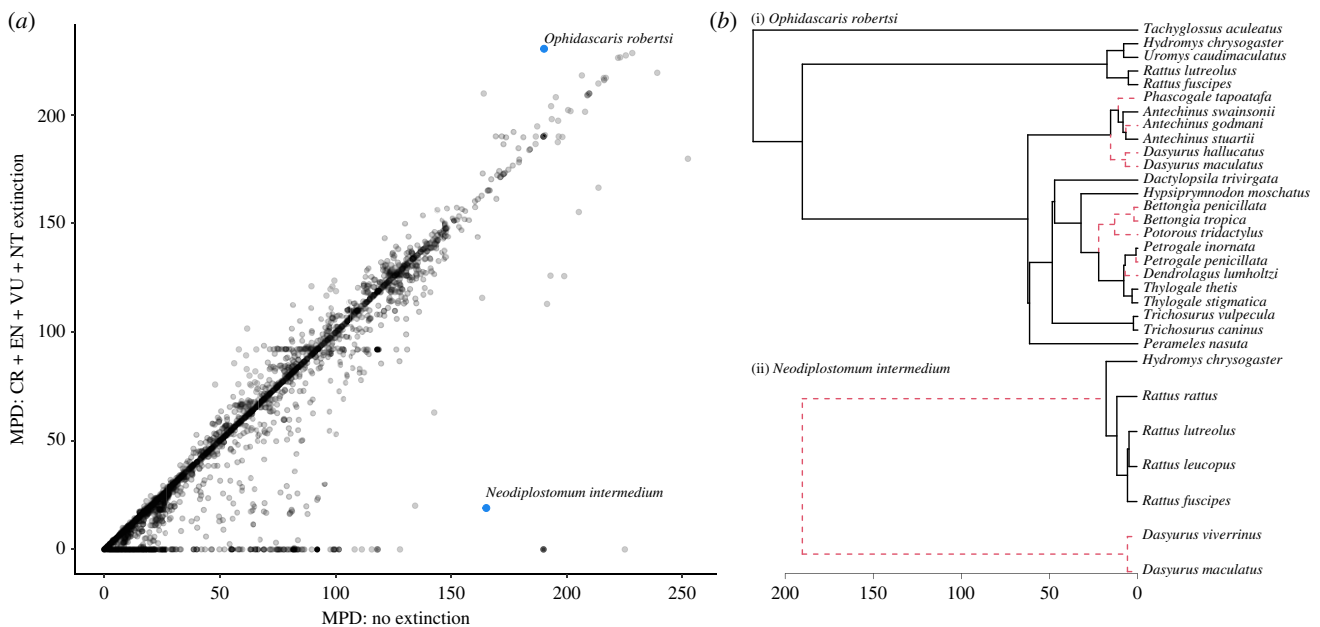 (a)
Ophidascaris robertsi
Neodiplostomum intermedium
MPD: CR + EN + VU + NT extinction
200
150
100
50
0
0 50 100 150 200 250
MPD: no extinction
(b)
(i) Ophidascaris robertsi
Tachyglossus aculeatus
Hydromys chrysogaster
Uromys caudimaculatus
Rattus lutreolus
Rattus fuscipes
Phascogale tapoatafa
Antechinus swainsonii
Antechinus godmani
Antechinus stuartii
Dasyurus hallucatus
Dasyurus maculatus
Dactylopsila trivirgata
Hypsiprymnodon moschatus
Bettongia penicillata
Bettongia tropica
Potorous tridactylus
Petrogale inornata
Petrogale penicillata
Dendrolagus lumholtzi
Thylogale thetis
Thylogale stigmatica
Trichosurus vulpecula
Trichosurus caninus
Perameles nasuta
(ii) Neodiplostomum intermedium
Hydromys chrysogaster
Rattus rattus
Rattus lutreolus
Rattus leucopus
Rattus fuscipes
Dasyurus viverrinus
Dasyurus maculatus
200 150 100 50 0